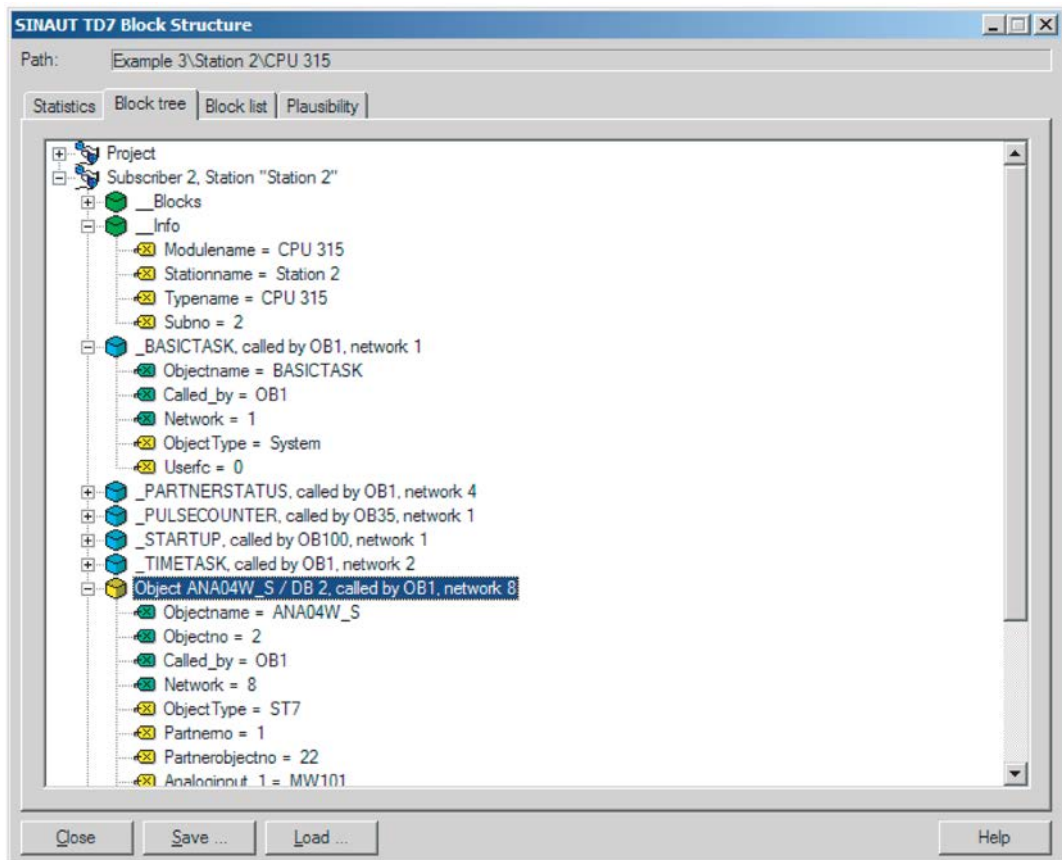 SINAUT TD7 Block Structure
Path: Example 3\Station 2\CPU 315
Statistics Block tree Block list Plausibility
Project
Subscriber 2, Station "Station 2"
__Blocks
__Info
Modulename = CPU 315
Stationname = Station 2
Typename = CPU 315
Subno = 2
_BASICTASK, called by OB1, network 1
Objectname = BASICTASK
Called_by = OB1
Network = 1
ObjectType = System
Userfc = 0
_PARTNERSTATUS, called by OB1, network 4
_PULSECOUNTER, called by OB35, network 1
_STARTUP, called by OB100, network 1
_TIMETASK, called by OB1, network 2
Object ANA04W_S / DB 2, called by OB1, network 8
Objectname = ANA04W_S
Objectno = 2
Called_by = OB1
Network = 8
ObjectType = ST7
Partnerno = 1
Partnerobjectno = 22
Analoginput_1 = MW101
Close Save ... Load ... Help